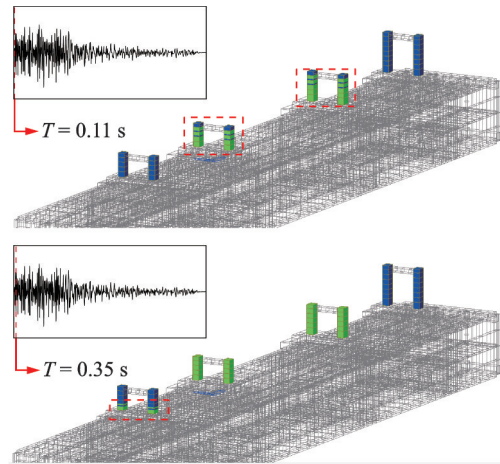 T = 0.11 s
T = 0.35 s